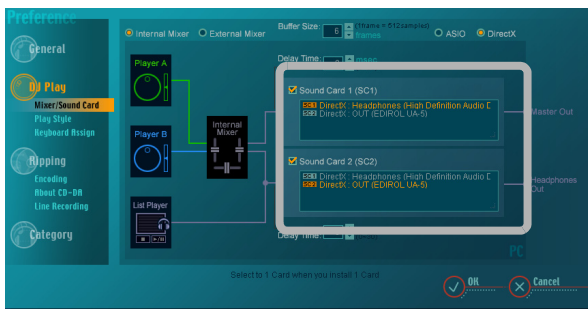 Preference
General
DJ Play
Mixer/Sound Card
Play Style
Keyboard Assign
Ripping
Encoding
About CD-DA
Line Recording
Category
Internal Mixer
External Mixer
Buffer Size:
6
(1frame = 512samples)
frames
ASIO
DirectX
Player A
Delay Time:
msec
Player B
Internal
Mixer
List Player
Sound Card 1 (SC1)
SC1 DirectX : Headphones (High Definition Audio D
SC2 DirectX : OUT (EDIROL UA-5)
Master Out
Sound Card 2 (SC2)
SC1 DirectX : Headphones (High Definition Audio D
SC2 DirectX : OUT (EDIROL UA-5)
Headphones
Out
Delay Time:
PC
Select to 1 Card when you install 1 Card
OK
Cancel